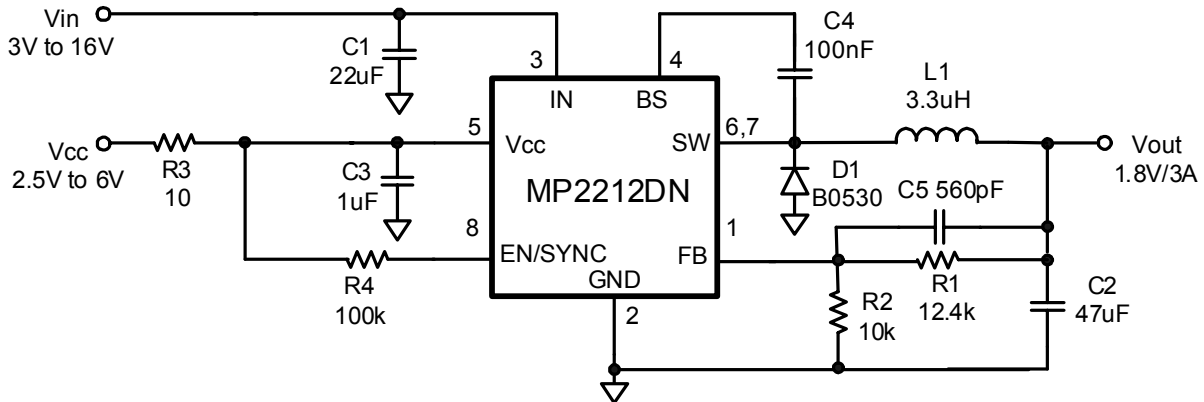 Vin
3V to 16V
C1
22uF
3
4
C4
100nF
IN
BS
L1
3.3uH
Vcc
2.5V to 6V
R3
10
C3
1uF
5
Vcc
SW
6,7
Vout
1.8V/3A
D1
B0530
MP2212DN
C5 560pF
8
EN/SYNC
FB
1
R4
100k
GND
2
R2
10k
R1
12.4k
C2
47uF